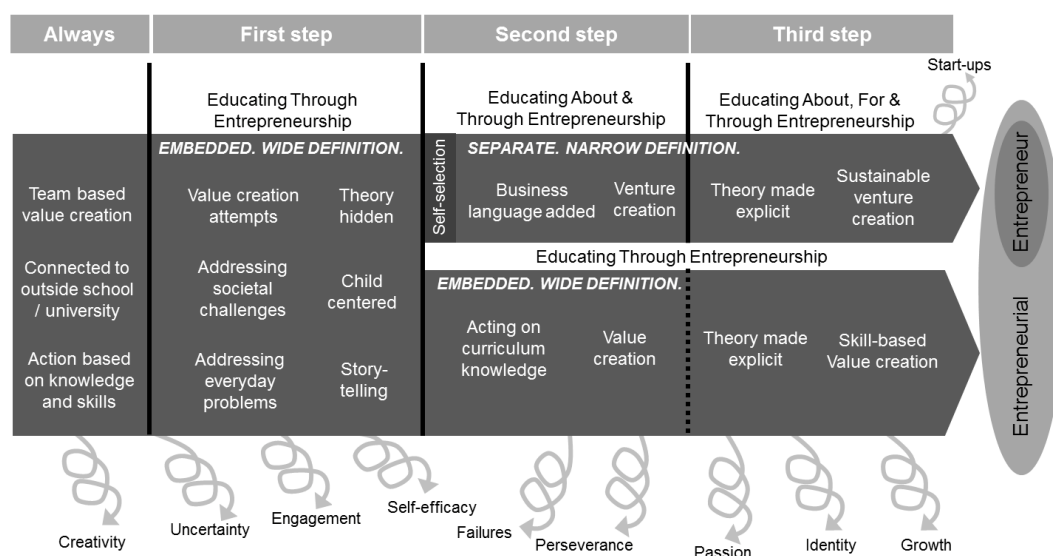 Always
First step
Second step
Third step
Start-ups
Educating Through
Entrepreneurship
Educating About &
Through Entrepreneurship
Educating About, For &
Through Entrepreneurship
EMBEDDED. WIDE DEFINITION.
Self-selection
SEPARATE. NARROW DEFINITION.
Team based
value creation
Value creation
attempts
Theory
hidden
Business
language added
Venture
creation
Theory made
explicit
Sustainable
venture
creation
Entrepreneur
Educating Through Entrepreneurship
Connected to
outside school
/ university
Addressing
societal
challenges
Child
centered
EMBEDDED. WIDE DEFINITION.
Action based
on knowledge
and skills
Addressing
everyday
problems
Story-
telling
Acting on
curriculum
knowledge
Value
creation
Theory made
explicit
Skill-based
Value creation
Entrepreneurial
Creativity
Uncertainty
Engagement
Self-efficacy
Failures
Perseverance
Passion
Identity
Growth